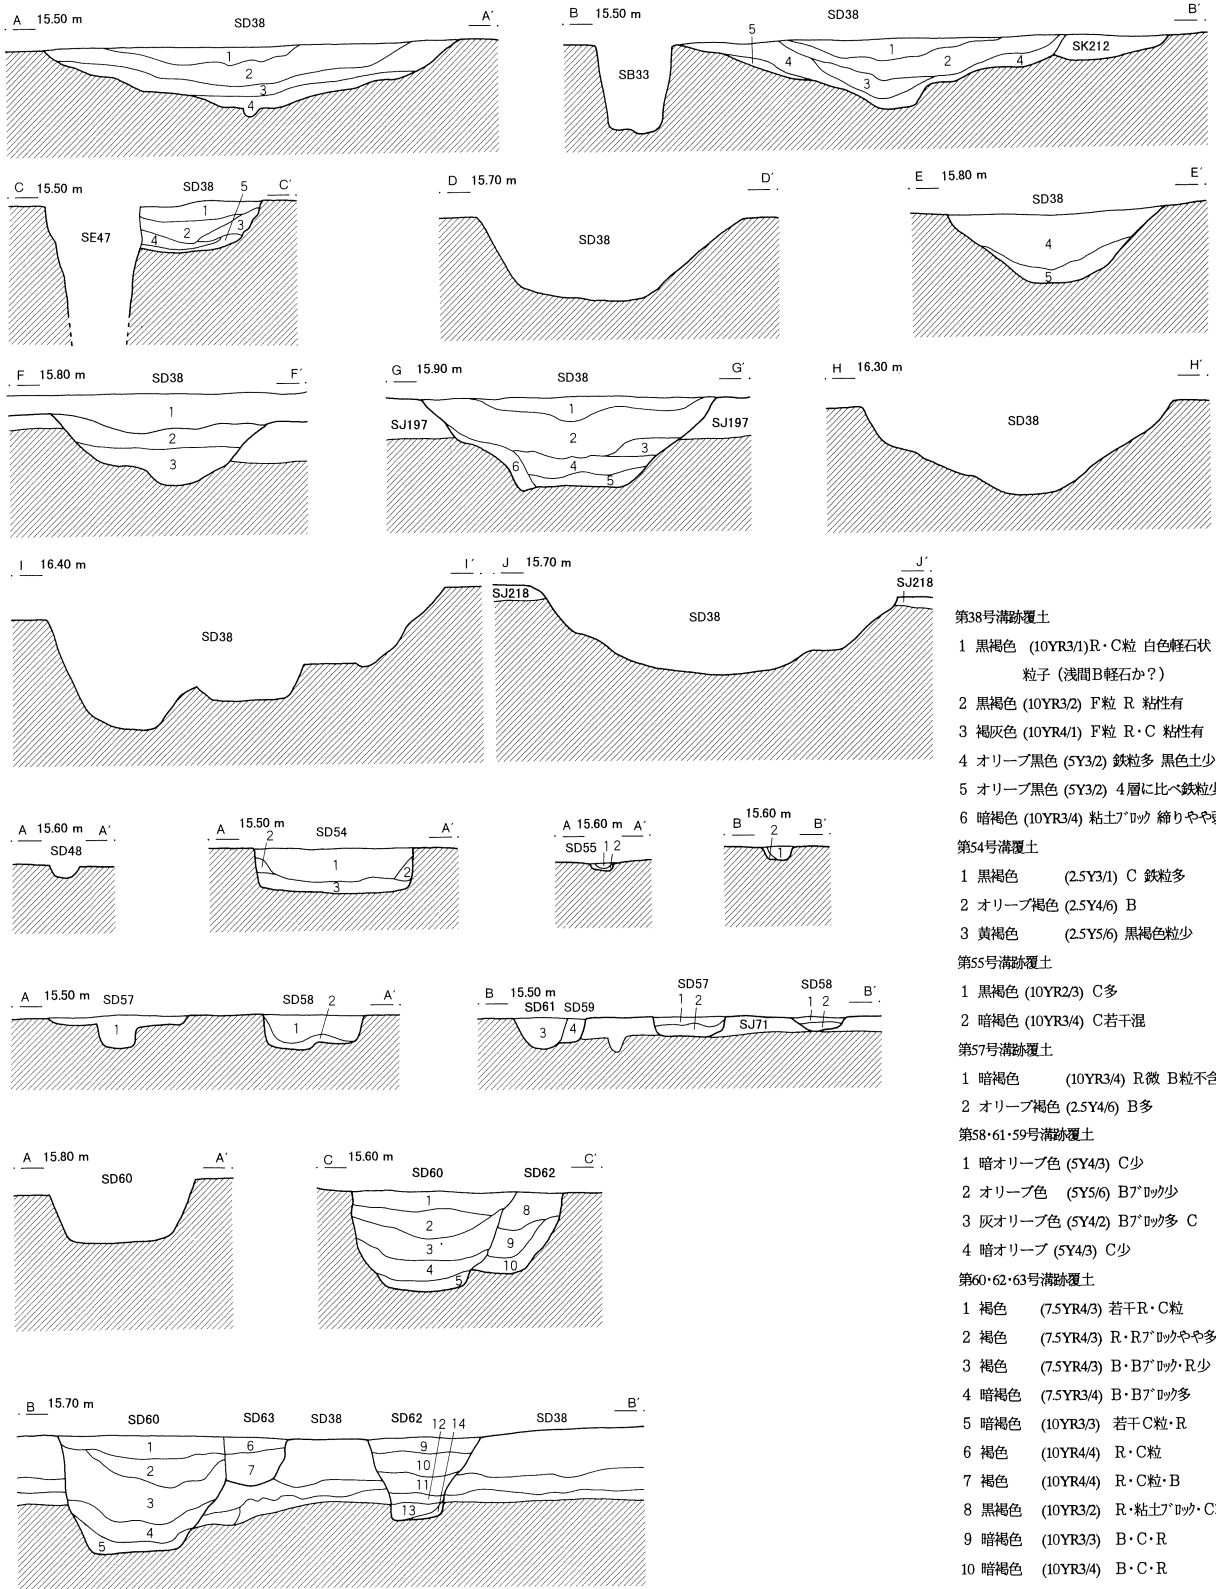 A 15.50 m SD38 A′
1
2
3
4
B 15.50 m SD38 B′
5
1
SK212
4
2
4
SB33
3
C 15.50 m SD38 5 C′
1
3
2
4
SE47
D 15.70 m D′
SD38
E 15.80 m E′
SD38
4
5
F 15.80 m SD38 F′
1
2
3
G 15.90 m SD38 G′
1
SJ197
SJ197
2
3
4
6
5
H 16.30 m H′
SD38
I 16.40 m I′
SD38
J 15.70 m J′
SJ218
SJ218
SD38
第38号溝跡覆土
1 黒褐色 (10YR3/1)R・C粒 白色軽石状
粒子（浅間B軽石か？）
2 黒褐色 (10YR3/2) F粒 R 粘性有
3 褐灰色 (10YR4/1) F粒 R・C 粘性有
4 オリーブ黒色 (5Y3/2) 鉄粒多 黒色土少
5 オリーブ黒色 (5Y3/2) 4層に比べ鉄粒少
6 暗褐色 (10YR3/4) 粘土ブロック 締りやや
A 15.60 m A′
SD48
A 15.50 m SD54 A′
2
1
2
3
A 15.60 m A′
SD55 1 2
B 15.60 m B′
2
1
第54号溝覆土
1 黒褐色 (2.5Y3/1) C 鉄粒多
2 オリーブ褐色 (2.5Y4/6) B
3 黄褐色 (2.5Y5/6) 黒褐色粒少
第55号溝跡覆土
1 黒褐色 (10YR2/3) C多
2 暗褐色 (10YR3/4) C若干混
A 15.50 m SD57 SD58 2 A′
1
1
B 15.50 m SD57 SD58 B′
SD61 SD59 1 2 1 2
3 4 SJ71
第57号溝跡覆土
1 暗褐色 (10YR3/4) R微 B粒不含
2 オリーブ褐色 (2.5Y4/6) B多
第58・61・59号溝跡覆土
1 暗オリーブ色 (5Y4/3) C少
2 オリーブ色 (5Y5/6) Bブロック少
3 灰オリーブ色 (5Y4/2) Bブロック多 C
4 暗オリーブ (5Y4/3) C少
A 15.80 m A′
SD60
C 15.60 m C′
SD60 SD62
1
8
2
3
9
4
10
5
第60・62・63号溝跡覆土
1 褐色 (7.5YR4/3) 若干R・C粒
2 褐色 (7.5YR4/3) R・Rブロックやや多
3 褐色 (7.5YR4/3) B・Bブロック・R少
4 暗褐色 (7.5YR3/4) B・Bブロック多
5 暗褐色 (10YR3/3) 若干C粒・R
6 褐色 (10YR4/4) R・C粒
7 褐色 (10YR4/4) R・C粒・B
8 黒褐色 (10YR3/2) R・粘土ブロック・C
9 暗褐色 (10YR3/3) B・C・R
10 暗褐色 (10YR3/4) B・C・R
B 15.70 m B′
SD60 SD63 SD38 SD62 12 14 SD38
1
6
9
2
7
10
11
3
13
4
5